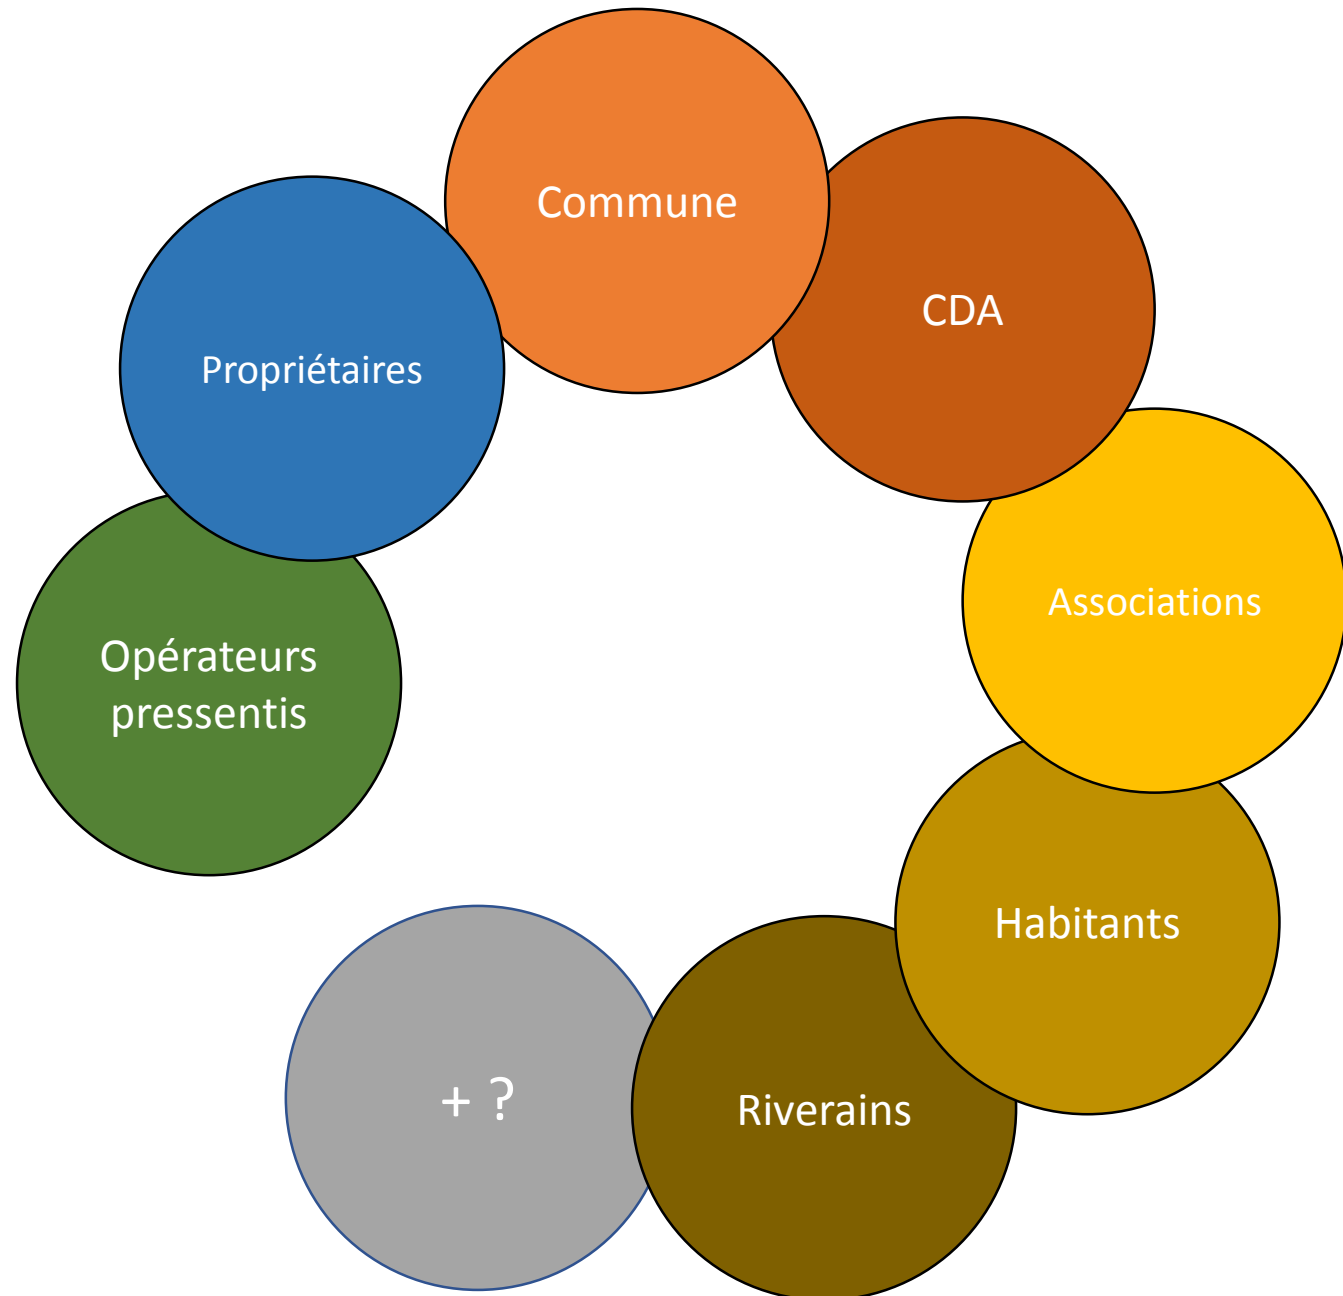 Commune
CDA
Propriétaires
Associations
Opérateurs
pressentis
Habitants
+ ?
Riverains